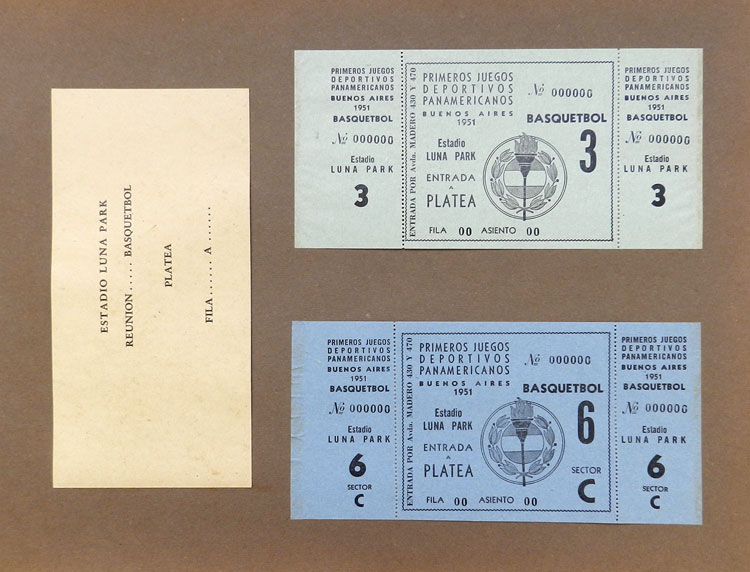 ESTADIO LUNA PARK
REUNION..... BASQUETBOL
PLATEA
FILA....... A.......
PRIMEROS JUEGOS
DEPORTIVOS
PANAMERICANOS
BUENOS AIRES
1951
BASQUETBOL
№ 000000
Estadio
LUNA PARK
3
ENTRADA POR Avda. MADERO 430 Y 470
PRIMEROS JUEGOS
DEPORTIVOS
PANAMERICANOS
BUENOS AIRES
1951
№ 000000
BASQUETBOL
3
Estadio
LUNA PARK
ENTRADA
A
PLATEA
FILA 00 ASIENTO 00
PRIMEROS JUEGOS
DEPORTIVOS
PANAMERICANOS
BUENOS AIRES
1951
BASQUETBOL
№ 000000
Estadio
LUNA PARK
3
PRIMEROS JUEGOS
DEPORTIVOS
PANAMERICANOS
BUENOS AIRES
1951
BASQUETBOL
№ 000000
Estadio
LUNA PARK
6
SECTOR
C
ENTRADA POR Avda. MADERO 430 Y 470
PRIMEROS JUEGOS
DEPORTIVOS
PANAMERICANOS
BUENOS AIRES
1951
№ 000000
BASQUETBOL
6
SECTOR
C
Estadio
LUNA PARK
ENTRADA
A
PLATEA
FILA 00 ASIENTO 00
PRIMEROS JUEGOS
DEPORTIVOS
PANAMERICANOS
BUENOS AIRES
1951
BASQUETBOL
№ 000000
Estadio
LUNA PARK
6
SECTOR
C